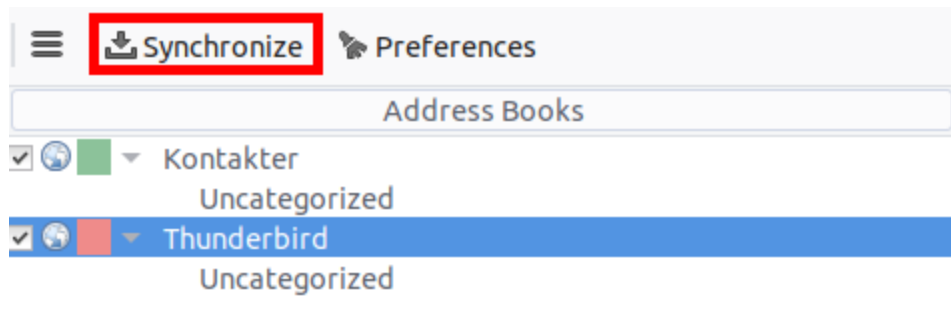 Synchronize Preferences
Address Books
Kontakter
Uncategorized
Thunderbird
Uncategorized